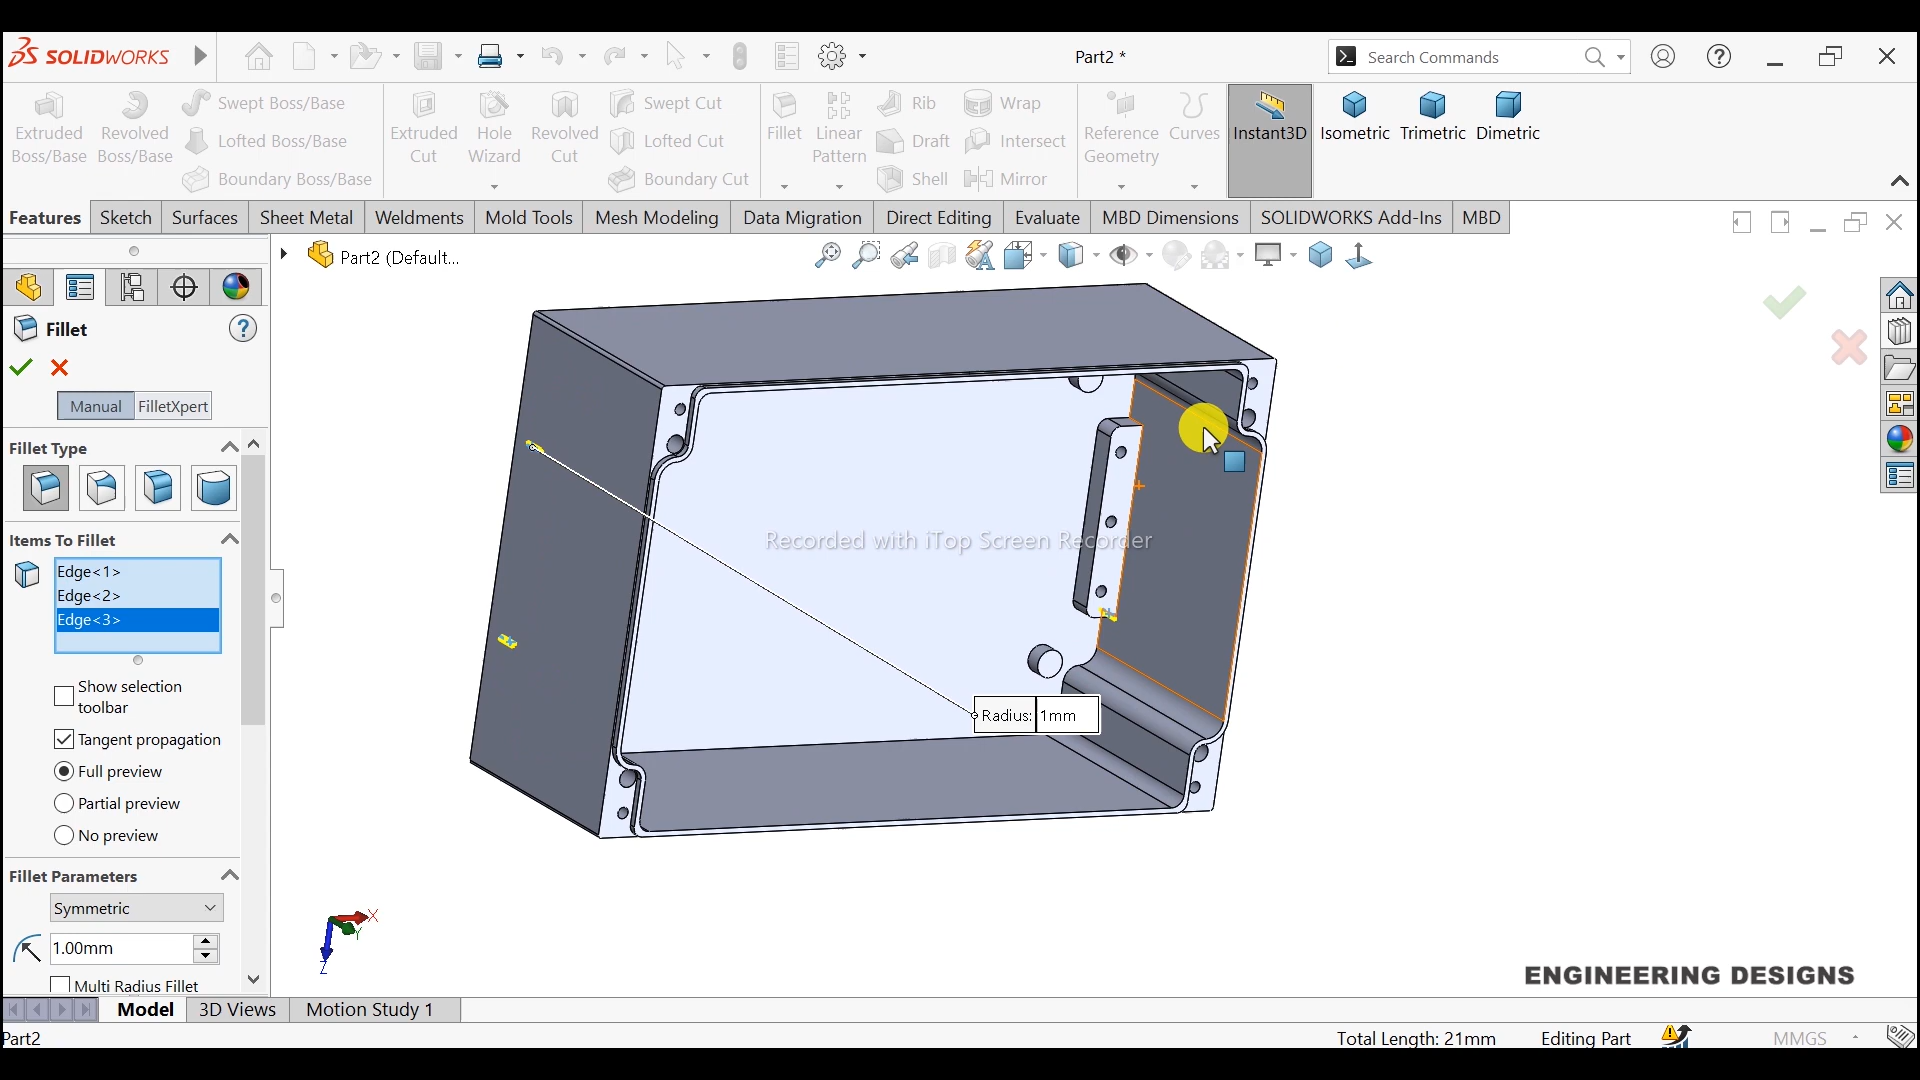 SOLIDWORKS
Part2 *
Search Commands
Extruded Boss/Base
Revolved Boss/Base
Swept Boss/Base
Lofted Boss/Base
Boundary Boss/Base
Extruded Cut
Hole Wizard
Revolved Cut
Swept Cut
Lofted Cut
Boundary Cut
Fillet
Linear Pattern
Rib
Draft
Shell
Wrap
Intersect
Mirror
Reference Geometry
Curves
Instant3D
Isometric
Trimetric
Dimetric
Features
Sketch
Surfaces
Sheet Metal
Weldments
Mold Tools
Mesh Modeling
Data Migration
Direct Editing
Evaluate
MBD Dimensions
SOLIDWORKS Add-Ins
MBD
Part2 (Default...
Fillet
Manual
FilletXpert
Fillet Type
Items To Fillet
Edge<1>
Edge<2>
Edge<3>
Show selection
toolbar
Tangent propagation
Full preview
Partial preview
No preview
Fillet Parameters
Symmetric
1.00mm
Multi Radius Fillet
Recorded with iTop Screen Recorder
Radius: 1mm
X
Y
Z
ENGINEERING DESIGNS
Model
3D Views
Motion Study 1
Part2
Total Length: 21mm
Editing Part
MMGS